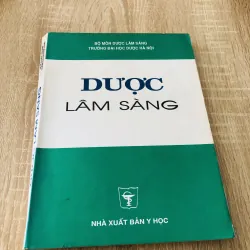 BỘ MÔN DƯỢC LÂM SÀNG
TRƯỜNG ĐẠI HỌC DƯỢC HÀ NỘI
DƯỢC
LÂM SÀNG
NHÀ XUẤT BẢN Y HỌC